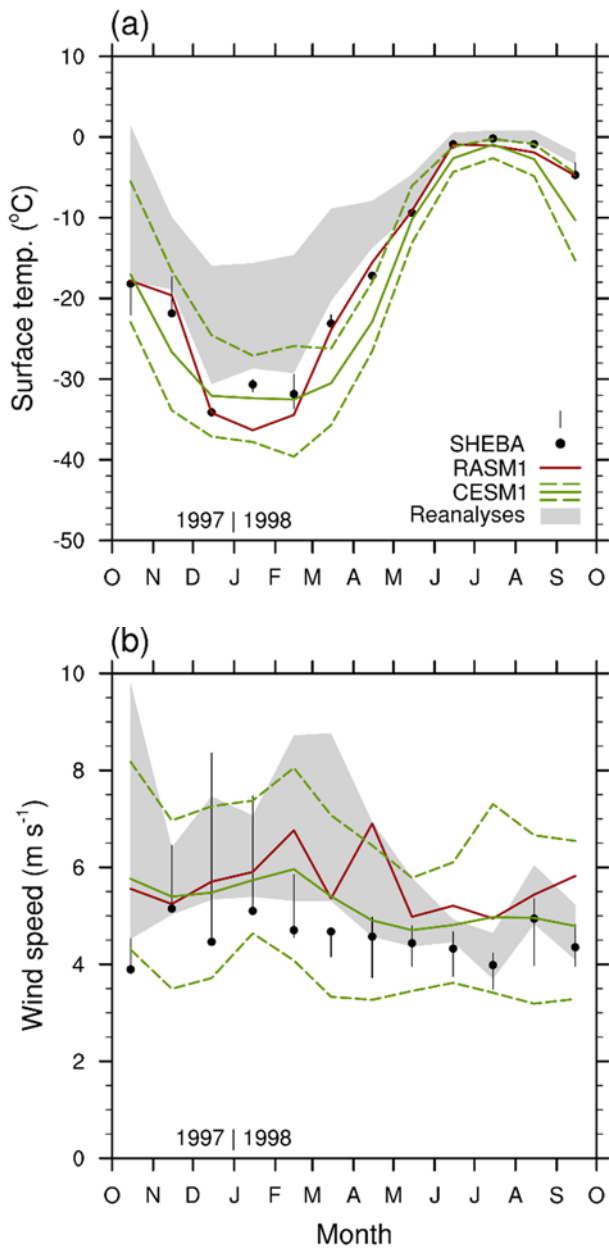 (a)
10
0
-10
-20
-30
-40
-50
Surface temp. (°C)
SHEBA
RASM1
CESM1
Reanalyses
1997 | 1998
O N D J F M A M J J A S O
(b)
10
8
6
4
2
0
Wind speed (m s⁻¹)
1997 | 1998
O N D J F M A M J J A S O
Month